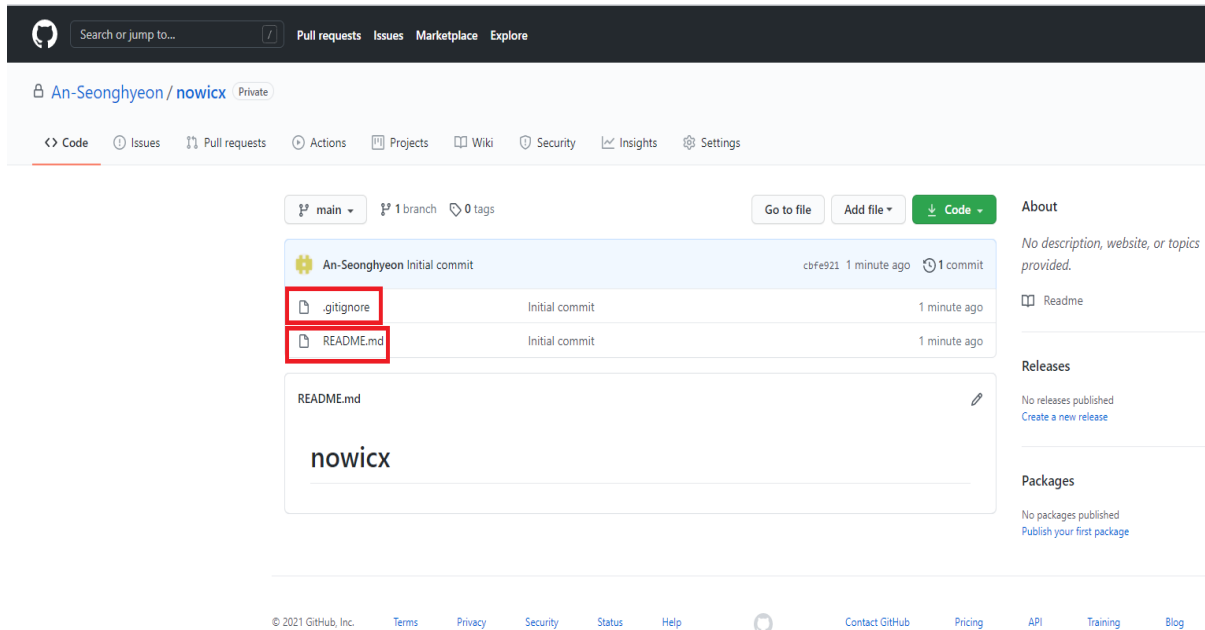 Search or jump to... /
Pull requests Issues Marketplace Explore
An-Seonghyeon / nowicx Private
<> Code Issues Pull requests Actions Projects Wiki Security Insights Settings
main 1 branch 0 tags Go to file Add file Code
An-Seonghyeon Initial commit cbfe921 1 minute ago 1 commit
.gitignore Initial commit 1 minute ago
README.md Initial commit 1 minute ago
README.md
nowicx
About
No description, website, or topics
provided.
Readme
Releases
No releases published
Create a new release
Packages
No packages published
Publish your first package
© 2021 GitHub, Inc. Terms Privacy Security Status Help Contact GitHub Pricing API Training Blog